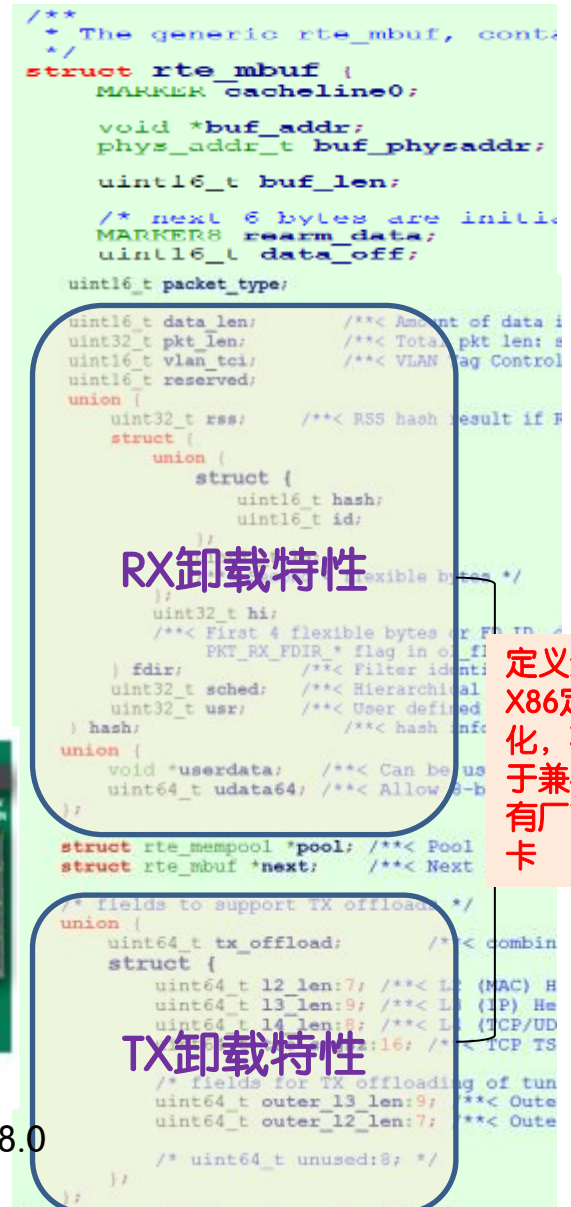 /**
* The generic rte_mbuf, conta
*/
struct rte_mbuf {
MARKER cacheline0;
void *buf_addr;
phys_addr_t buf_physaddr;
uint16_t buf_len;
/* next 6 bytes are initia
MARKER8 rearm_data;
uint16_t data_off;
uint16_t packet_type;
uint16_t data_len; /**< Amount of data i
uint32_t pkt_len; /**< Total pkt len: s
uint16_t vlan_tci; /**< VLAN Tag Control
uint16_t reserved;
union {
uint32_t rss; /**< RSS hash result if R
struct {
union {
struct {
uint16_t hash;
uint16_t id;
};
RX卸载特性
flexible bytes */
};
uint32_t hi;
/**< First 4 flexible bytes or FD ID,
PKT_RX_FDIR_* flag in ol_fl
} fdir; /**< Filter identi
uint32_t sched; /**< Hierarchical
uint32_t usr; /**< User defined
} hash; /**< hash info
union {
void *userdata; /**< Can be us
uint64_t udata64; /**< Allow 8-b
};
定义
X86定
化，
于兼
有厂
卡
struct rte_mempool *pool; /**< Pool
struct rte_mbuf *next; /**< Next
/* fields to support TX offloads */
union {
uint64_t tx_offload; /**< combin
struct {
uint64_t l2_len:7; /**< L2 (MAC) H
uint64_t l3_len:9; /**< L3 (IP) He
uint64_t l4_len:8; /**< L4 (TCP/UD
:16; /**< TCP TS
TX卸载特性
/* fields for TX offloading of tun
uint64_t outer_l3_len:9; /**< Oute
uint64_t outer_l2_len:7; /**< Oute
8.0
/* uint64_t unused:8; */
};
};